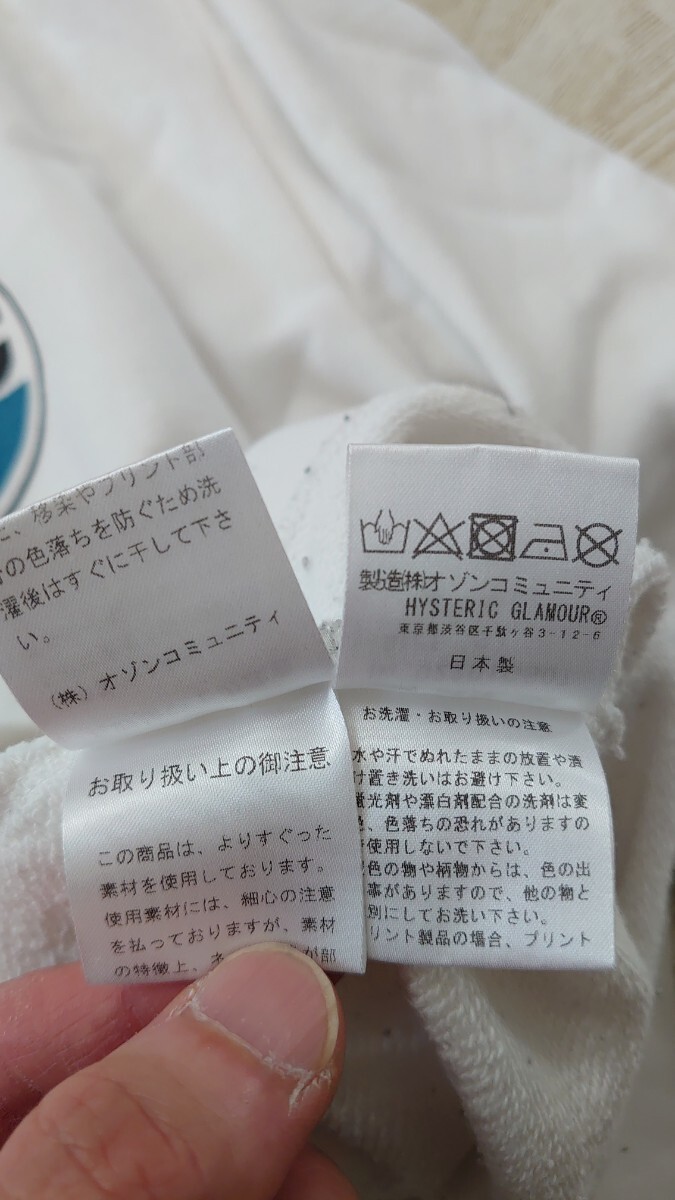 移染やプリント部
の色落ちを防ぐため洗
濯後はすぐに干して下さ
い。
(株) オゾンコミュニティ
お取り扱い上の御注意
この商品は、よりすぐった
素材を使用しております。
使用素材には、細心の注意
を払っておりますが、素材
の特徴上、ネ が部
製造(株)オゾンコミュニティ
HYSTERIC GLAMOUR®
東京都渋谷区千駄ヶ谷3-12-6
日本製
お洗濯・お取り扱いの注意
水や汗でぬれたままの放置や漬
け置き洗いはお避け下さい。
蛍光剤や漂白剤配合の洗剤は変
、色落ちの恐れがありますの
使用しないで下さい。
色の物や柄物からは、色の出
事がありますので、他の物と
別にしてお洗い下さい。
リント製品の場合、プリント